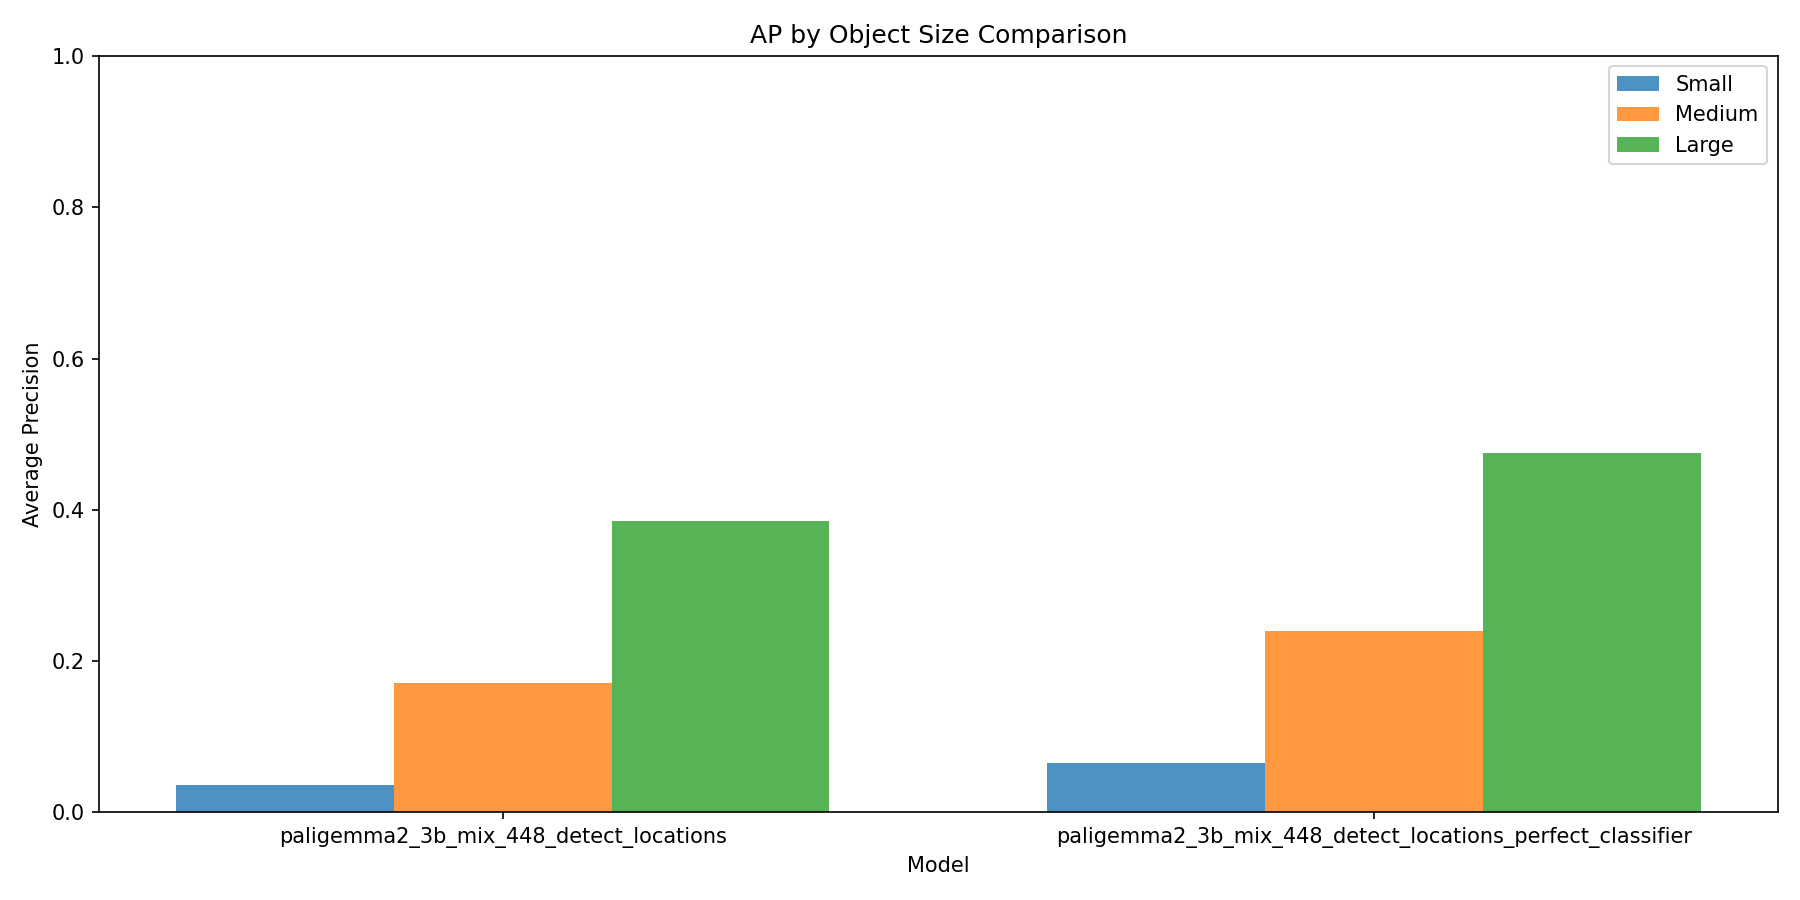 AP by Object Size Comparison
1.0
0.8
0.6
0.4
0.2
0.0
Average Precision
Small
Medium
Large
paligemma2_3b_mix_448_detect_locations
paligemma2_3b_mix_448_detect_locations_perfect_classifier
Model